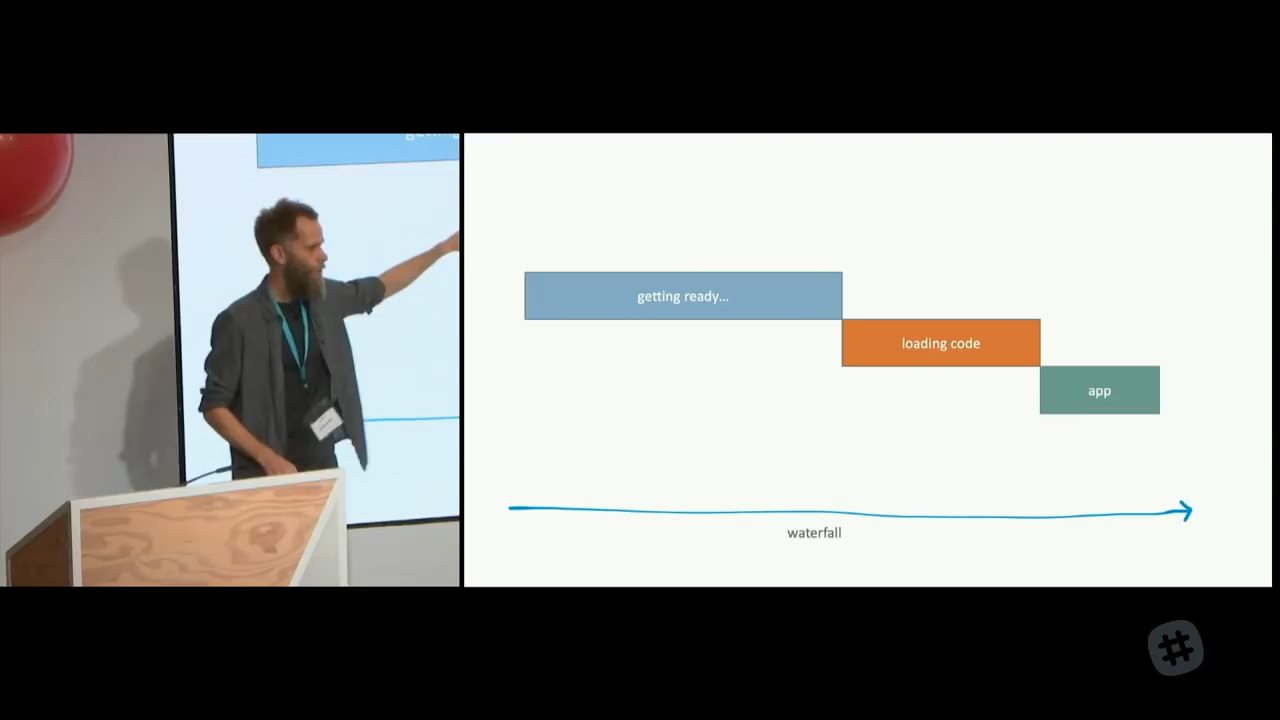 getting ready…
loading code
app
waterfall